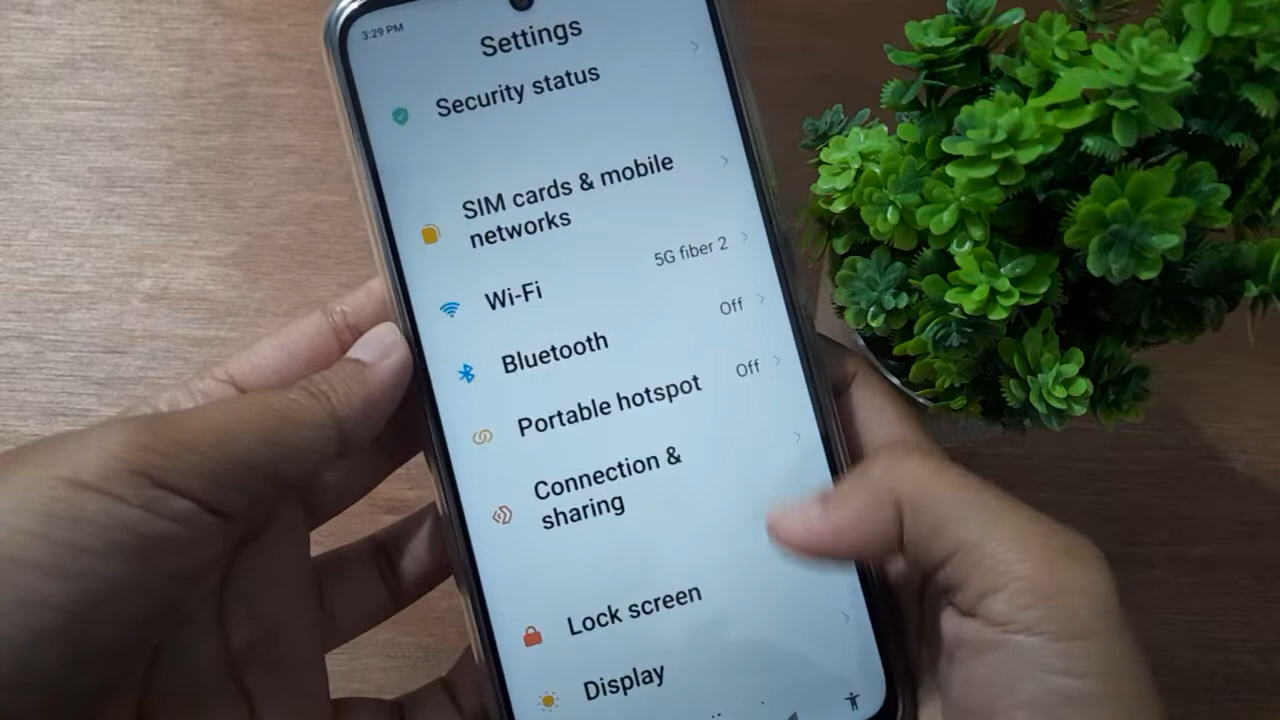 3:29 PM
Settings
Security status
SIM cards & mobile
networks
Wi-Fi
5G fiber 2
Bluetooth
Off
Portable hotspot
Off
Connection &
sharing
Lock screen
Display